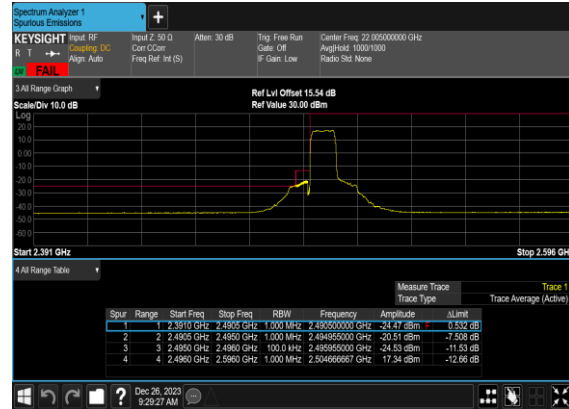 Spectrum Analyzer 1
Spurious Emissions
+
KEYSIGHT Input: RF Input Z: 50 Ω Atten: 30 dB Trig: Free Run Center Freq: 22.005000000 GHz
R T Coupling: DC Corr CCorr Gate: Off Avg|Hold: 1000/1000
Align: Auto Freq Ref: Int (S) IF Gain: Low Radio Std: None
FAIL
3 All Range Graph
Ref Lvl Offset 15.54 dB
Scale/Div 10.0 dB Ref Value 30.00 dBm
Log
20.0
10.0
0.00
-10.0
-20.0
-30.0
-40.0
-50.0
-60.0
Start 2.391 GHz Stop 2.596 GH
4 All Range Table
Measure Trace Trace 1
Trace Type Trace Average (Active)
Spur Range Start Freq Stop Freq RBW Frequency Amplitude ΔLimit
1 1 2.3910 GHz 2.4905 GHz 1.000 MHz 2.490500000 GHz -24.47 dBm F 0.532 dB
2 2 2.4905 GHz 2.4950 GHz 1.000 MHz 2.494955000 GHz -20.51 dBm -7.508 dB
3 3 2.4950 GHz 2.4960 GHz 100.0 kHz 2.495955000 GHz -24.53 dBm -11.53 dB
4 4 2.4960 GHz 2.5960 GHz 1.000 MHz 2.504666667 GHz 17.34 dBm -12.66 dB
? Dec 26, 2023
9:29:27 AM